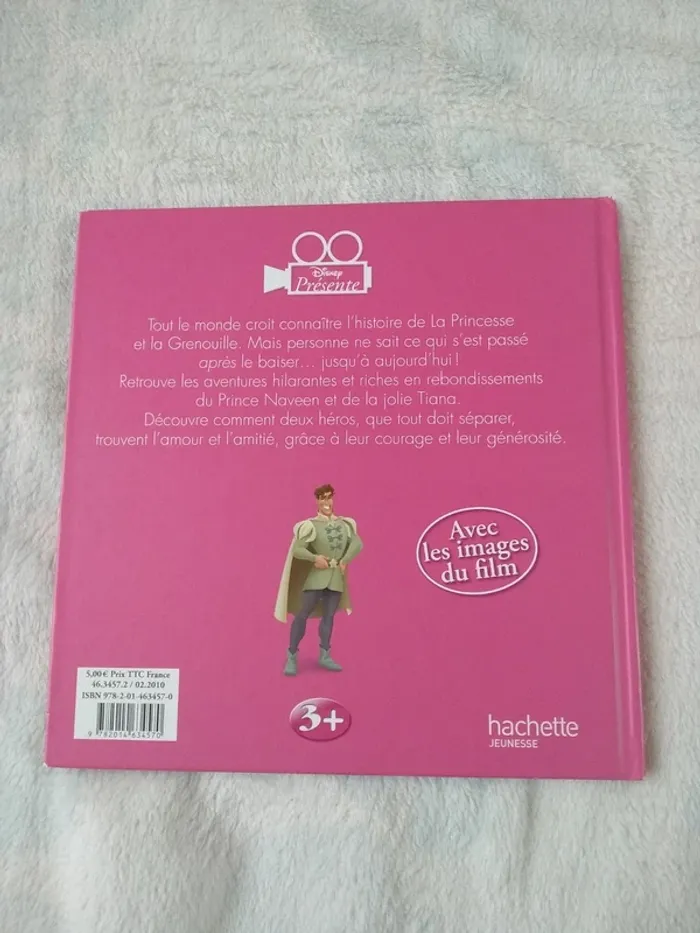 Disney
Présente
Tout le monde croit connaître l'histoire de La Princesse
et la Grenouille. Mais personne ne sait ce qui s'est passé
après le baiser... jusqu'à aujourd'hui !
Retrouve les aventures hilarantes et riches en rebondissements
du Prince Naveen et de la jolie Tiana.
Découvre comment deux héros, que tout doit séparer,
trouvent l'amour et l'amitié, grâce à leur courage et leur générosité.
Avec
les images
du film
5,00 € Prix TTC France
46.3457.2 / 02.2010
ISBN 978-2-01-463457-0
9 782014 634570
3+
hachette
JEUNESSE